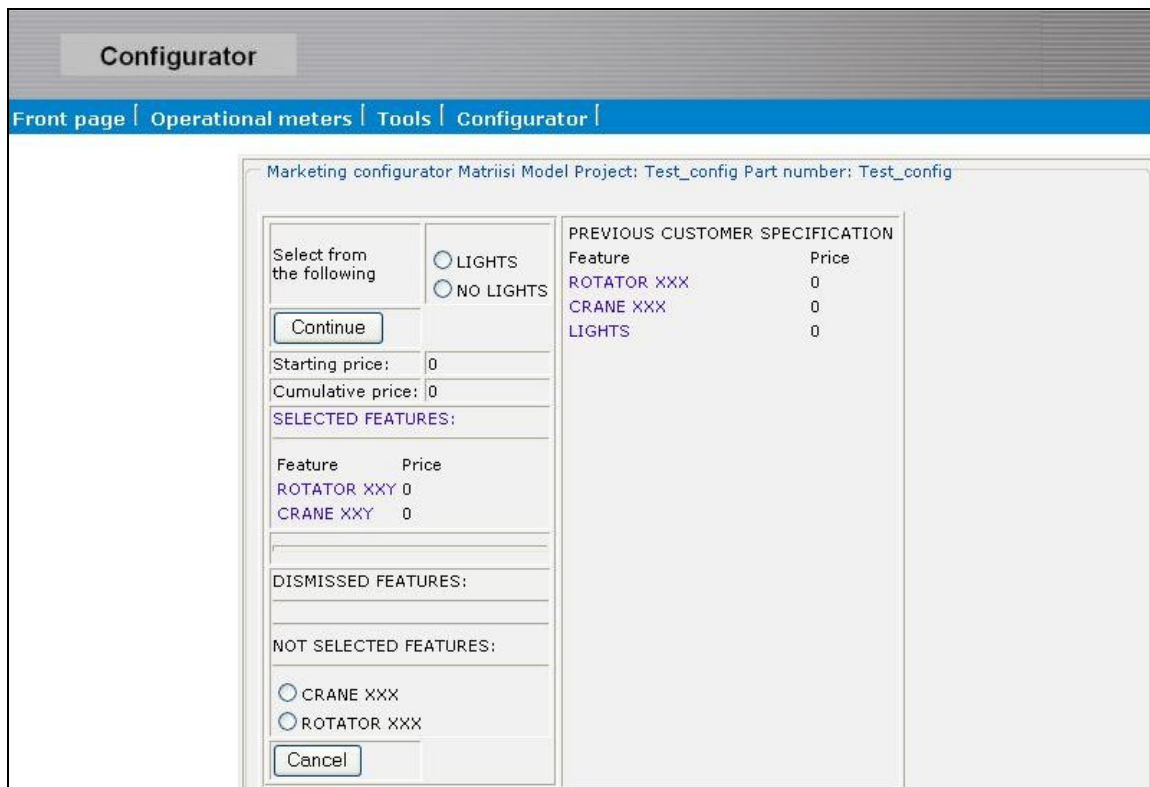 Configurator
Front page Operational meters Tools Configurator
Marketing configurator Matriisi Model Project: Test_config Part number: Test_config
Select from
the following
LIGHTS
NO LIGHTS
Continue
Starting price: 0
Cumulative price: 0
SELECTED FEATURES:
Feature Price
ROTATOR XXY 0
CRANE XXY 0
DISMISSED FEATURES:
NOT SELECTED FEATURES:
CRANE XXX
ROTATOR XXX
Cancel
PREVIOUS CUSTOMER SPECIFICATION
Feature Price
ROTATOR XXX 0
CRANE XXX 0
LIGHTS 0